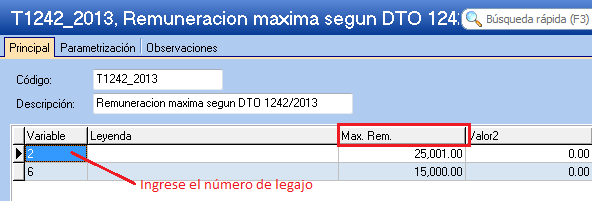 T1242_2013, Remuneracion maxima segun DTO 124
Búsqueda rápida (F3)
Principal Parametrización Observaciones
Código: T1242_2013
Descripción: Remuneracion maxima segun DTO 1242/2013
Variable Leyenda Max. Rem. Valor2
2 25,001.00 0.00
6 15,000.00 0.00
Ingrese el número de legajo